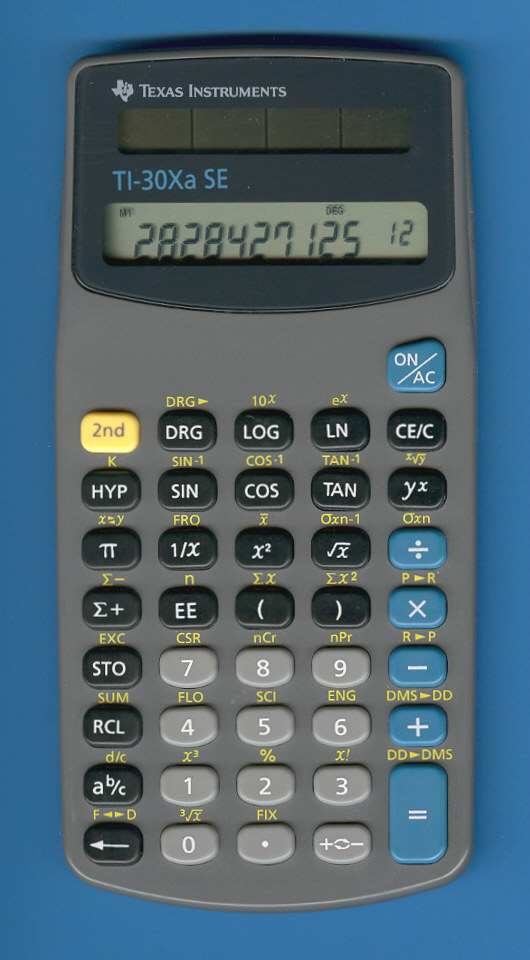 TEXAS INSTRUMENTS
TI-30Xa SE
DEG
2828427125 12
ON/AC
DRG► 10x ex
2nd DRG LOG LN CE/C
K SIN-1 COS-1 TAN-1 x√y
HYP SIN COS TAN yx
x⇆y FRQ x̅ σxn-1 σxn
π 1/x x² √x ÷
Σ− n Σx Σx² P►R
Σ+ EE ( ) ×
EXC CSR nCr nPr R►P
STO 7 8 9 −
SUM FLO SCI ENG DMS►DD
RCL 4 5 6 +
d/c x³ % x! DD►DMS
ab/c 1 2 3 =
F◄►D ³√x FIX
← 0 . +⇆−